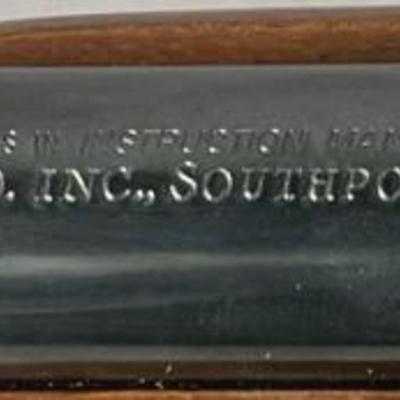 IN INSTRUCTION MAN
O. INC., SOUTHPO